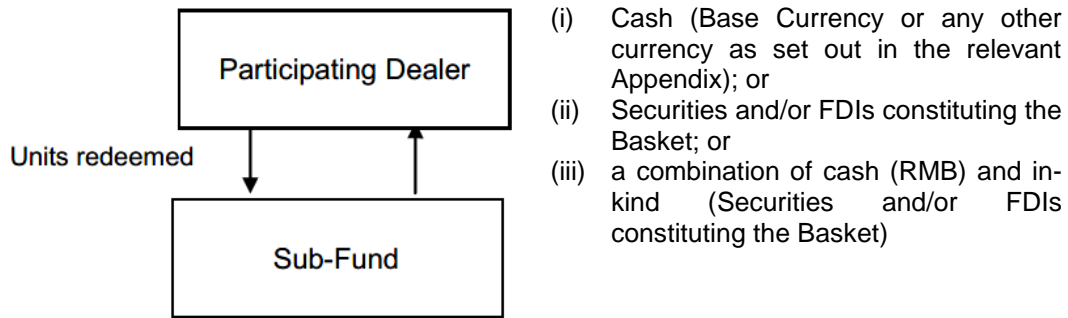 Participating Dealer
Units redeemed
Sub-Fund
(i) Cash (Base Currency or any other
currency as set out in the relevant
Appendix); or
(ii) Securities and/or FDIs constituting the
Basket; or
(iii) a combination of cash (RMB) and in-
kind (Securities and/or FDIs
constituting the Basket)